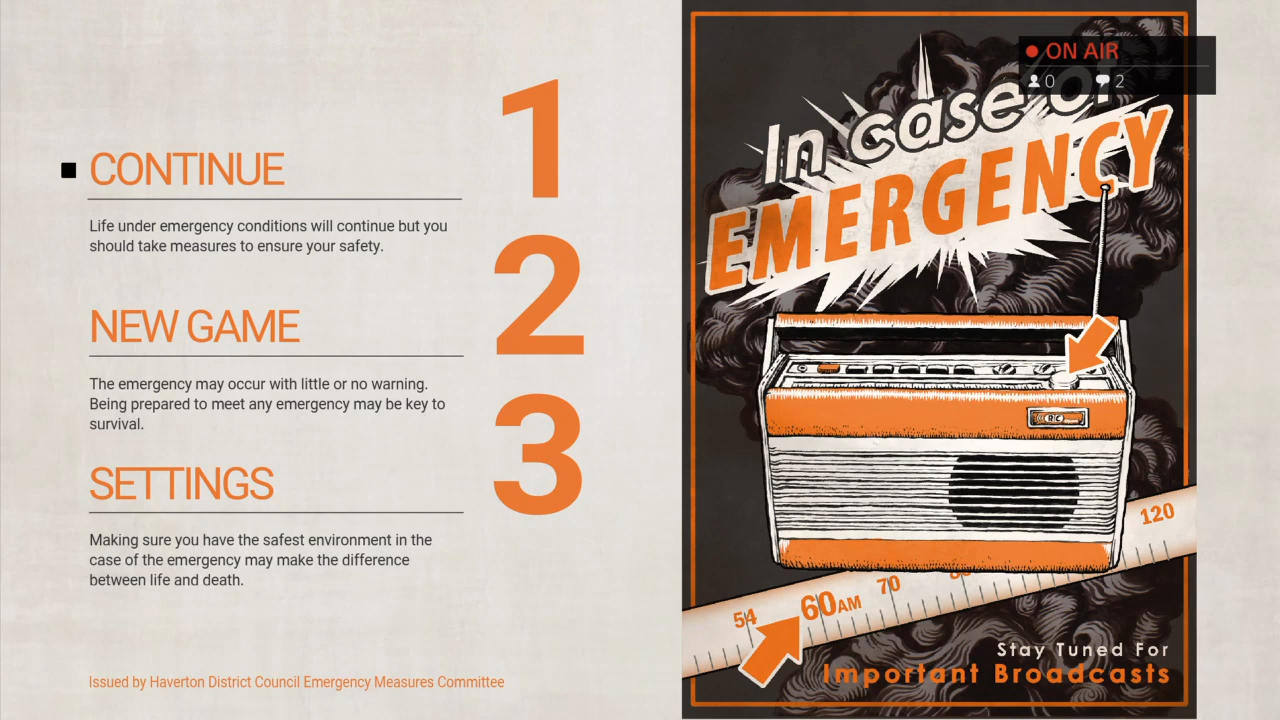 CONTINUE
Life under emergency conditions will continue but you
should take measures to ensure your safety.
1
NEW GAME
The emergency may occur with little or no warning.
Being prepared to meet any emergency may be key to
survival.
2
SETTINGS
Making sure you have the safest environment in the
case of the emergency may make the difference
between life and death.
3
Issued by Haverton District Council Emergency Measures Committee
ON AIR
0 2
In case of
EMERGENCY
54 60AM 70 120
Stay Tuned For
Important Broadcasts